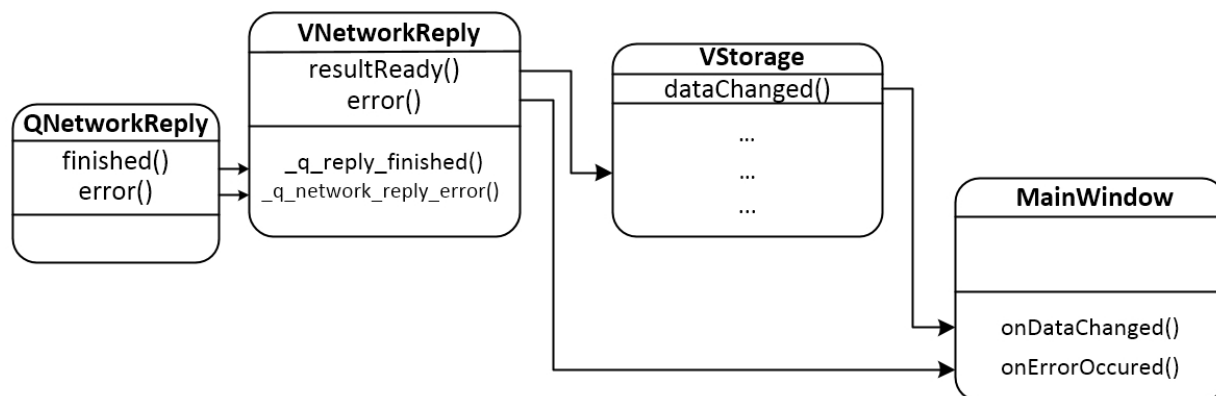 QNetworkReply
finished()
error()
VNetworkReply
resultReady()
error()
_q_reply_finished()
_q_network_reply_error()
VStorage
dataChanged()
...
...
...
MainWindow
onDataChanged()
onErrorOccured()